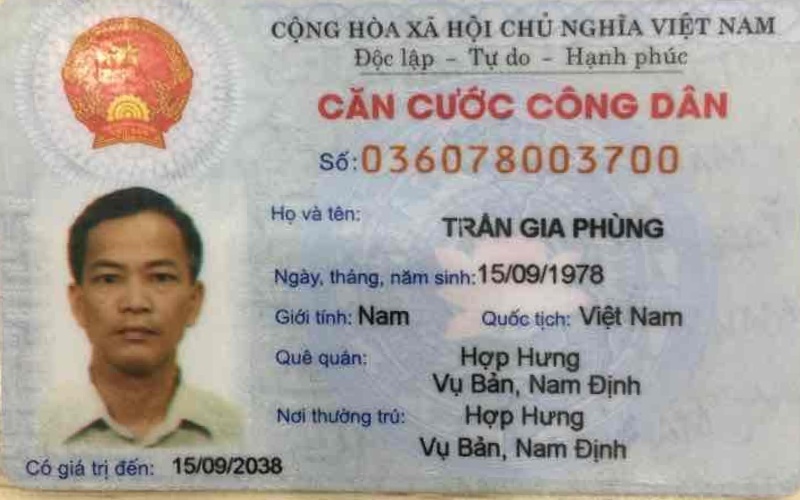 CỘNG HÒA XÃ HỘI CHỦ NGHĨA VIỆT NAM
Độc lập - Tự do - Hạnh phúc
CĂN CƯỚC CÔNG DÂN
Số: 036078003700
Họ và tên: TRẦN GIA PHÙNG
Ngày, tháng, năm sinh: 15/09/1978
Giới tính: Nam Quốc tịch: Việt Nam
Quê quán: Hợp Hưng
Vụ Bản, Nam Định
Nơi thường trú: Hợp Hưng
Vụ Bản, Nam Định
Có giá trị đến: 15/09/2038